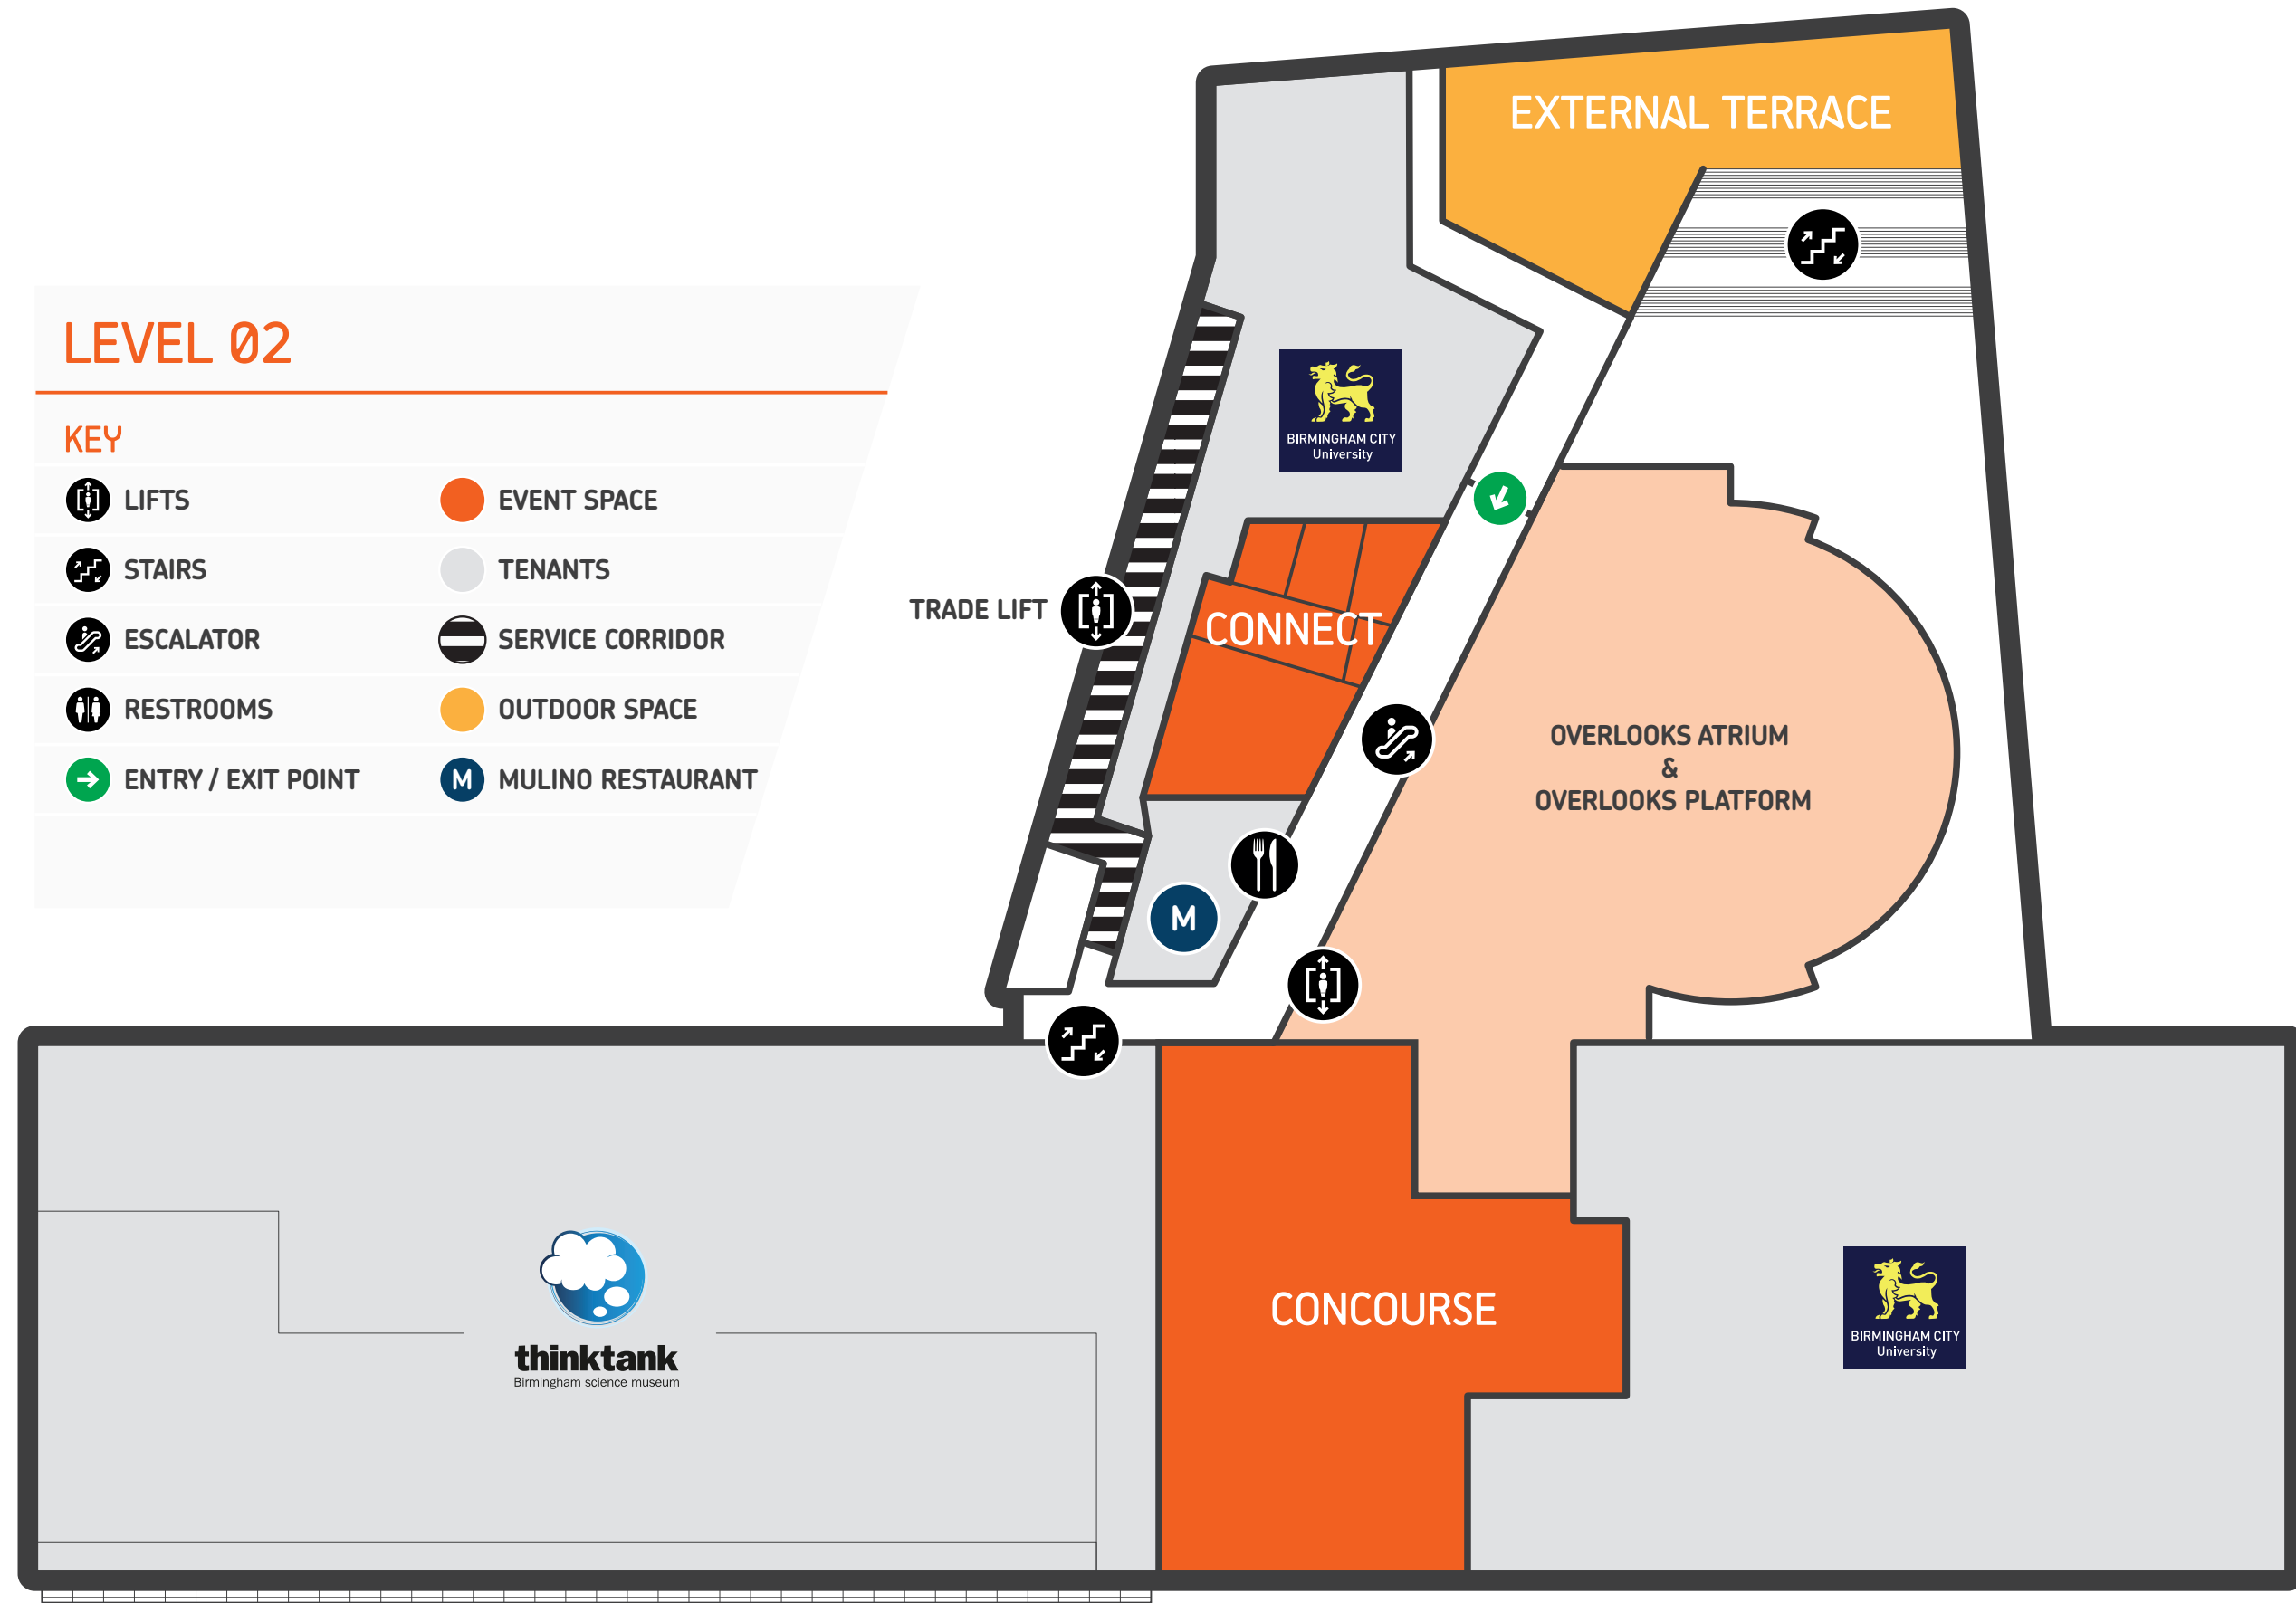 EXTERNAL TERRACE
LEVEL 02
KEY
LIFTS
EVENT SPACE
STAIRS
TENANTS
ESCALATOR
SERVICE CORRIDOR
RESTROOMS
OUTDOOR SPACE
ENTRY / EXIT POINT
M
MULINO RESTAURANT
BIRMINGHAM CITY
University
TRADE LIFT
CONNECT
OVERLOOKS ATRIUM
&
OVERLOOKS PLATFORM
M
CONCOURSE
thinktank
Birmingham science museum
BIRMINGHAM CITY
University